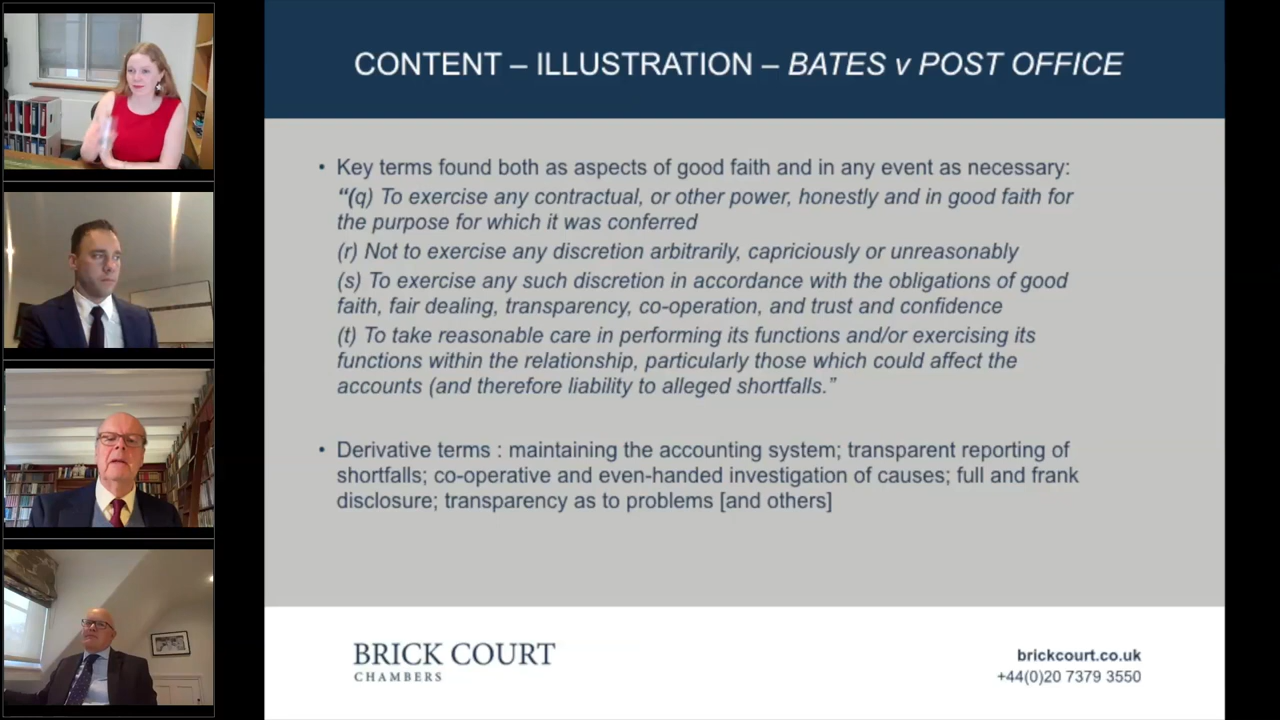 CONTENT – ILLUSTRATION – BATES v POST OFFICE
• Key terms found both as aspects of good faith and in any event as necessary:
“(q) To exercise any contractual, or other power, honestly and in good faith for
the purpose for which it was conferred
(r) Not to exercise any discretion arbitrarily, capriciously or unreasonably
(s) To exercise any such discretion in accordance with the obligations of good
faith, fair dealing, transparency, co-operation, and trust and confidence
(t) To take reasonable care in performing its functions and/or exercising its
functions within the relationship, particularly those which could affect the
accounts (and therefore liability to alleged shortfalls.”
• Derivative terms : maintaining the accounting system; transparent reporting of
shortfalls; co-operative and even-handed investigation of causes; full and frank
disclosure; transparency as to problems [and others]
BRICK COURT
CHAMBERS
brickcourt.co.uk
+44(0)20 7379 3550